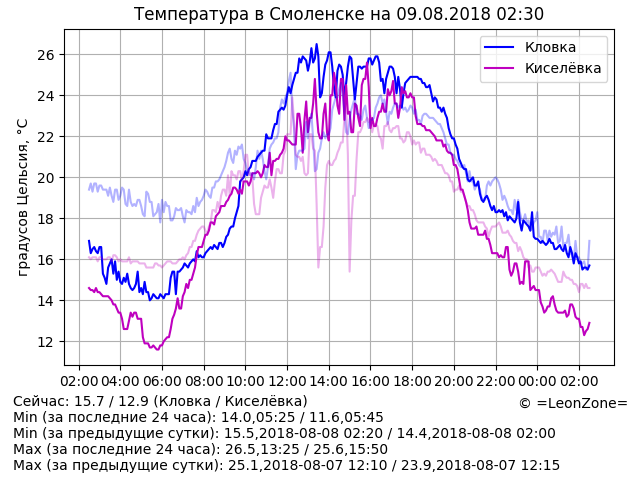 Температура в Смоленске на 09.08.2018 02:30
Кловка
Киселёвка
градусов Цельсия, °C
26
24
22
20
18
16
14
12
02:00 04:00 06:00 08:00 10:00 12:00 14:00 16:00 18:00 20:00 22:00 00:00 02:00
Сейчас: 15.7 / 12.9 (Кловка / Киселёвка)
© =LeonZone=
Min (за последние 24 часа): 14.0,05:25 / 11.6,05:45
Min (за предыдущие сутки): 15.5,2018-08-08 02:20 / 14.4,2018-08-08 02:00
Max (за последние 24 часа): 26.5,13:25 / 25.6,15:50
Max (за предыдущие сутки): 25.1,2018-08-07 12:10 / 23.9,2018-08-07 12:15